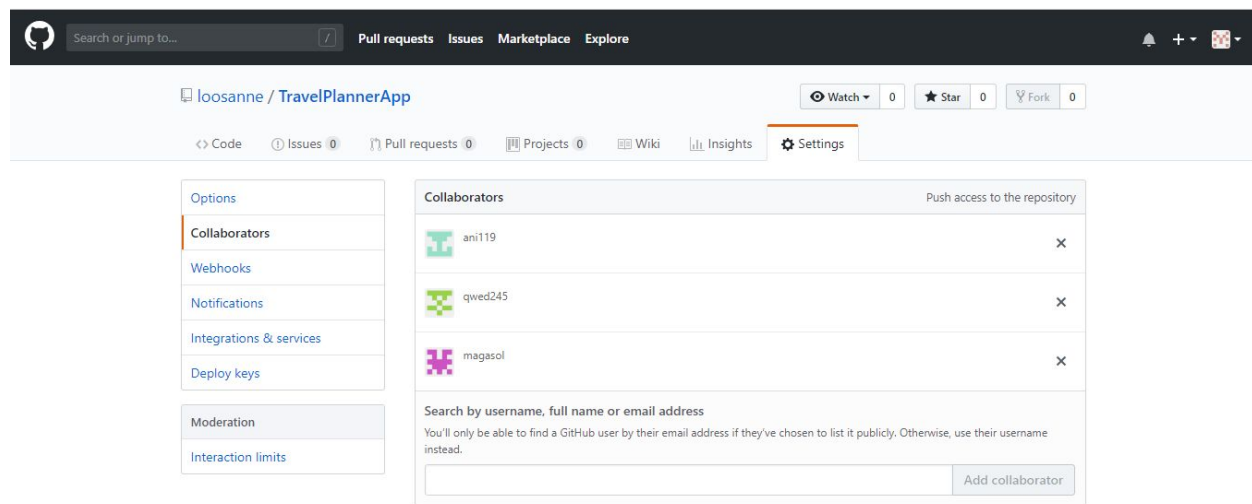 Search or jump to... /
Pull requests Issues Marketplace Explore
loosanne / TravelPlannerApp
Watch 0 Star 0 Fork 0
Code Issues 0 Pull requests 0 Projects 0 Wiki Insights Settings
Options
Collaborators
Webhooks
Notifications
Integrations & services
Deploy keys
Moderation
Interaction limits
Collaborators Push access to the repository
ani119
qwed245
magasol
Search by username, full name or email address
You'll only be able to find a GitHub user by their email address if they've chosen to list it publicly. Otherwise, use their username
instead.
Add collaborator